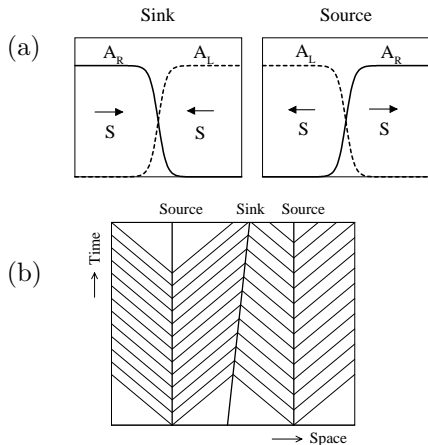 Sink Source
(a)
A_R A_L A_L A_R
S S S S
Source Sink Source
(b)
Time
Space